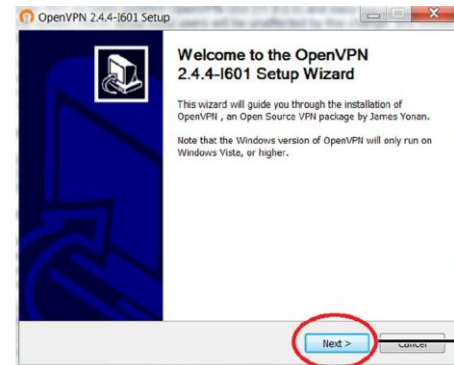 OpenVPN 2.4.4-I601 Setup
Welcome to the OpenVPN
2.4.4-I601 Setup Wizard
This wizard will guide you through the installation of
OpenVPN , an Open Source VPN package by James Yonan.
Note that the Windows version of OpenVPN will only run on
Windows Vista, or higher.
Next >
Cancel